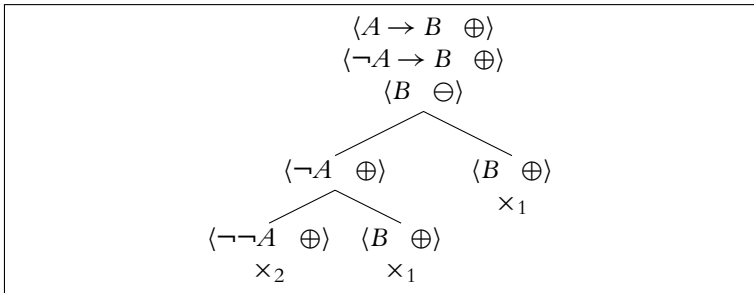 ⟨A → B ⊕⟩
⟨¬A → B ⊕⟩
⟨B ⊖⟩
⟨¬A ⊕⟩ ⟨B ⊕⟩
×₁
⟨¬¬A ⊕⟩ ⟨B ⊕⟩
×₂ ×₁